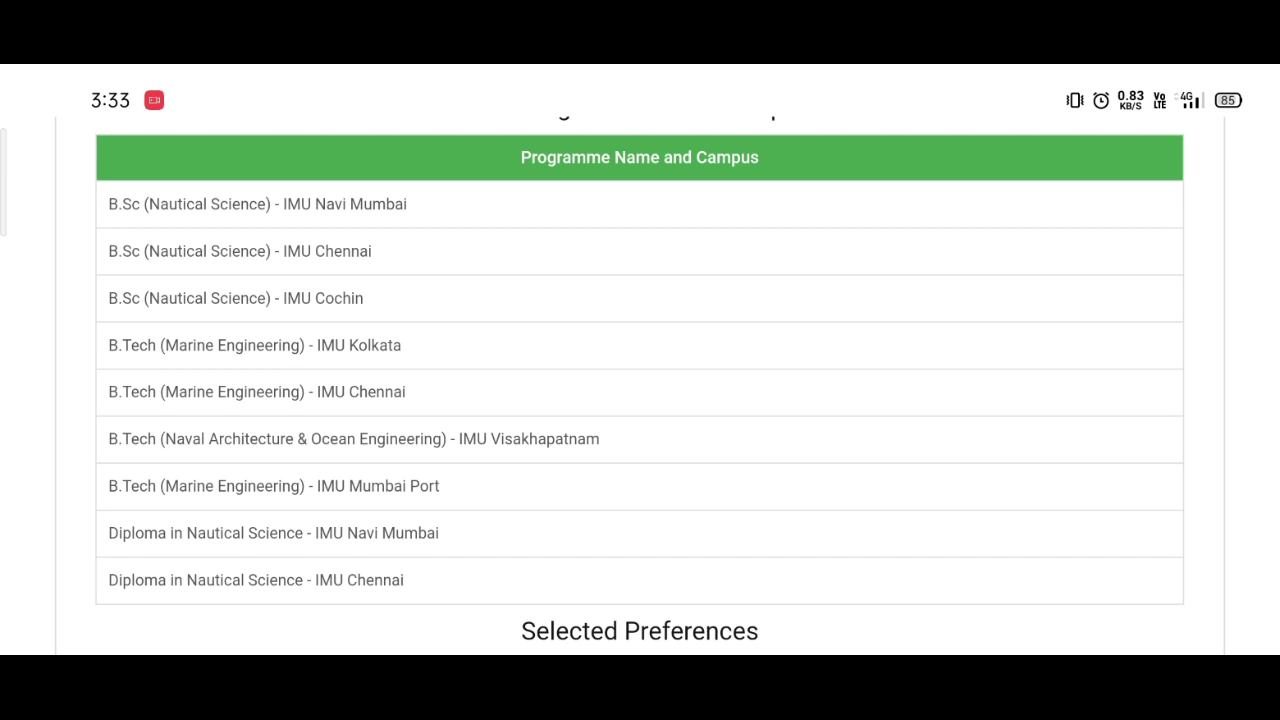 3:33
0.83
KB/S
Vo
LTE
4G
85
Programme Name and Campus
B.Sc (Nautical Science) - IMU Navi Mumbai
B.Sc (Nautical Science) - IMU Chennai
B.Sc (Nautical Science) - IMU Cochin
B.Tech (Marine Engineering) - IMU Kolkata
B.Tech (Marine Engineering) - IMU Chennai
B.Tech (Naval Architecture & Ocean Engineering) - IMU Visakhapatnam
B.Tech (Marine Engineering) - IMU Mumbai Port
Diploma in Nautical Science - IMU Navi Mumbai
Diploma in Nautical Science - IMU Chennai
Selected Preferences